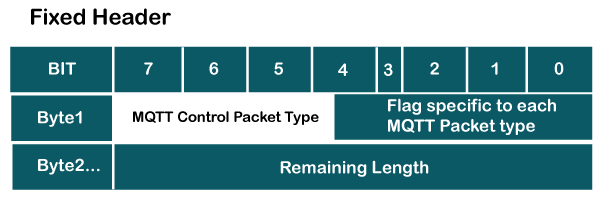 Fixed Header
BIT 7 6 5 4 3 2 1 0
Byte1 MQTT Control Packet Type Flag specific to each
MQTT Packet type
Byte2... Remaining Length